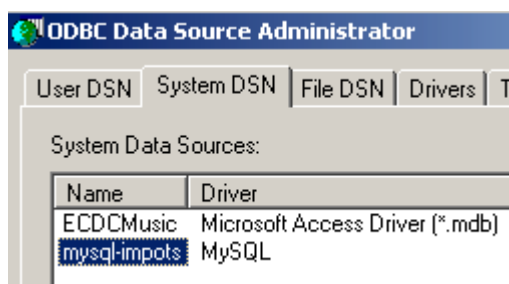 ODBC Data Source Administrator
User DSN System DSN File DSN Drivers
System Data Sources:
Name Driver
ECDCMusic Microsoft Access Driver (*.mdb)
mysql-impots MySQL